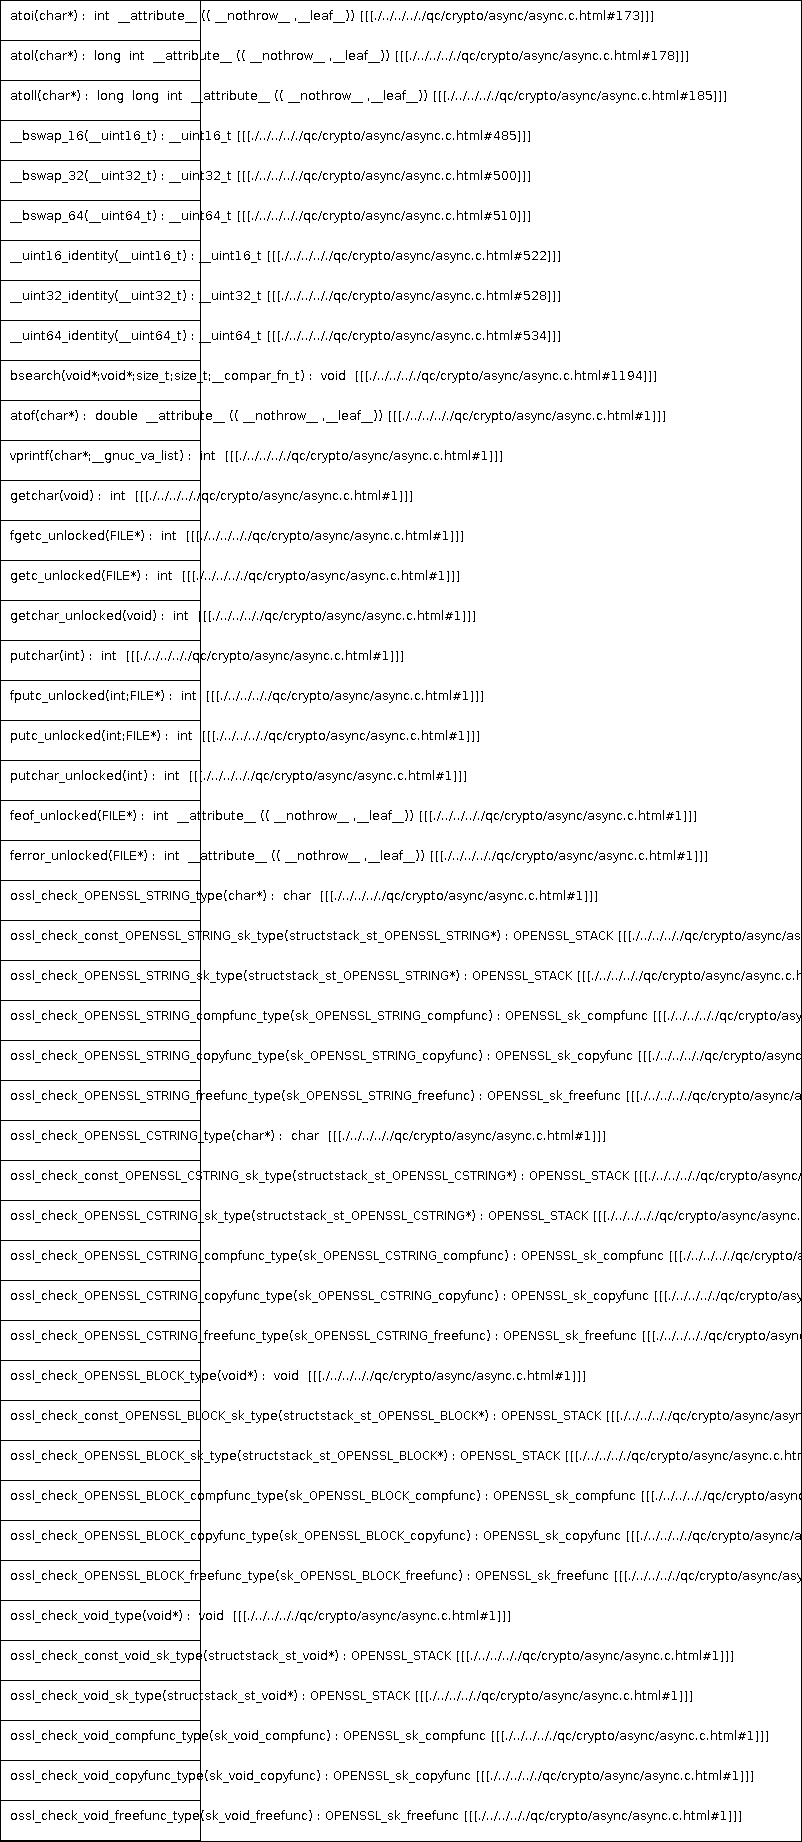 atoi(char*) :  int  __attribute__ (( __nothrow__ ,__leaf__)) [[[./../../../../qc/crypto/async/async.c.html#173]]]
atol(char*) :  long  int  __attribute__ (( __nothrow__ ,__leaf__)) [[[./../../../../qc/crypto/async/async.c.html#178]]]
atoll(char*) :  long  long  int  __attribute__ (( __nothrow__ ,__leaf__)) [[[./../../../../qc/crypto/async/async.c.html#185]]]
__bswap_16(__uint16_t) : __uint16_t [[[./../../../../qc/crypto/async/async.c.html#485]]]
__bswap_32(__uint32_t) : __uint32_t [[[./../../../../qc/crypto/async/async.c.html#500]]]
__bswap_64(__uint64_t) : __uint64_t [[[./../../../../qc/crypto/async/async.c.html#510]]]
__uint16_identity(__uint16_t) : __uint16_t [[[./../../../../qc/crypto/async/async.c.html#522]]]
__uint32_identity(__uint32_t) : __uint32_t [[[./../../../../qc/crypto/async/async.c.html#528]]]
__uint64_identity(__uint64_t) : __uint64_t [[[./../../../../qc/crypto/async/async.c.html#534]]]
bsearch(void*;void*;size_t;size_t;__compar_fn_t) :  void  [[[./../../../../qc/crypto/async/async.c.html#1194]]]
atof(char*) :  double  __attribute__ (( __nothrow__ ,__leaf__)) [[[./../../../../qc/crypto/async/async.c.html#1]]]
vprintf(char*;__gnuc_va_list) :  int  [[[./../../../../qc/crypto/async/async.c.html#1]]]
getchar(void) :  int  [[[./../../../../qc/crypto/async/async.c.html#1]]]
fgetc_unlocked(FILE*) :  int  [[[./../../../../qc/crypto/async/async.c.html#1]]]
getc_unlocked(FILE*) :  int  [[[./../../../../qc/crypto/async/async.c.html#1]]]
getchar_unlocked(void) :  int  [[[./../../../../qc/crypto/async/async.c.html#1]]]
putchar(int) :  int  [[[./../../../../qc/crypto/async/async.c.html#1]]]
fputc_unlocked(int;FILE*) :  int  [[[./../../../../qc/crypto/async/async.c.html#1]]]
putc_unlocked(int;FILE*) :  int  [[[./../../../../qc/crypto/async/async.c.html#1]]]
putchar_unlocked(int) :  int  [[[./../../../../qc/crypto/async/async.c.html#1]]]
feof_unlocked(FILE*) :  int  __attribute__ (( __nothrow__ ,__leaf__)) [[[./../../../../qc/crypto/async/async.c.html#1]]]
ferror_unlocked(FILE*) :  int  __attribute__ (( __nothrow__ ,__leaf__)) [[[./../../../../qc/crypto/async/async.c.html#1]]]
ossl_check_OPENSSL_STRING_type(char*) :  char  [[[./../../../../qc/crypto/async/async.c.html#1]]]
ossl_check_const_OPENSSL_STRING_sk_type(structstack_st_OPENSSL_STRING*) : OPENSSL_STACK [[[./../../../../qc/crypto/async/as
ossl_check_OPENSSL_STRING_sk_type(structstack_st_OPENSSL_STRING*) : OPENSSL_STACK [[[./../../../../qc/crypto/async/async.c.h
ossl_check_OPENSSL_STRING_compfunc_type(sk_OPENSSL_STRING_compfunc) : OPENSSL_sk_compfunc [[[./../../../../qc/crypto/asy
ossl_check_OPENSSL_STRING_copyfunc_type(sk_OPENSSL_STRING_copyfunc) : OPENSSL_sk_copyfunc [[[./../../../../qc/crypto/async
ossl_check_OPENSSL_STRING_freefunc_type(sk_OPENSSL_STRING_freefunc) : OPENSSL_sk_freefunc [[[./../../../../qc/crypto/async/a
ossl_check_OPENSSL_CSTRING_type(char*) :  char  [[[./../../../../qc/crypto/async/async.c.html#1]]]
ossl_check_const_OPENSSL_CSTRING_sk_type(structstack_st_OPENSSL_CSTRING*) : OPENSSL_STACK [[[./../../../../qc/crypto/async/
ossl_check_OPENSSL_CSTRING_sk_type(structstack_st_OPENSSL_CSTRING*) : OPENSSL_STACK [[[./../../../../qc/crypto/async/async.
ossl_check_OPENSSL_CSTRING_compfunc_type(sk_OPENSSL_CSTRING_compfunc) : OPENSSL_sk_compfunc [[[./../../../../qc/crypto/a
ossl_check_OPENSSL_CSTRING_copyfunc_type(sk_OPENSSL_CSTRING_copyfunc) : OPENSSL_sk_copyfunc [[[./../../../../qc/crypto/asy
ossl_check_OPENSSL_CSTRING_freefunc_type(sk_OPENSSL_CSTRING_freefunc) : OPENSSL_sk_freefunc [[[./../../../../qc/crypto/async
ossl_check_OPENSSL_BLOCK_type(void*) :  void  [[[./../../../../qc/crypto/async/async.c.html#1]]]
ossl_check_const_OPENSSL_BLOCK_sk_type(structstack_st_OPENSSL_BLOCK*) : OPENSSL_STACK [[[./../../../../qc/crypto/async/asyn
ossl_check_OPENSSL_BLOCK_sk_type(structstack_st_OPENSSL_BLOCK*) : OPENSSL_STACK [[[./../../../../qc/crypto/async/async.c.htm
ossl_check_OPENSSL_BLOCK_compfunc_type(sk_OPENSSL_BLOCK_compfunc) : OPENSSL_sk_compfunc [[[./../../../../qc/crypto/async
ossl_check_OPENSSL_BLOCK_copyfunc_type(sk_OPENSSL_BLOCK_copyfunc) : OPENSSL_sk_copyfunc [[[./../../../../qc/crypto/async/a
ossl_check_OPENSSL_BLOCK_freefunc_type(sk_OPENSSL_BLOCK_freefunc) : OPENSSL_sk_freefunc [[[./../../../../qc/crypto/async/asy
ossl_check_void_type(void*) :  void  [[[./../../../../qc/crypto/async/async.c.html#1]]]
ossl_check_const_void_sk_type(structstack_st_void*) : OPENSSL_STACK [[[./../../../../qc/crypto/async/async.c.html#1]]]
ossl_check_void_sk_type(structstack_st_void*) : OPENSSL_STACK [[[./../../../../qc/crypto/async/async.c.html#1]]]
ossl_check_void_compfunc_type(sk_void_compfunc) : OPENSSL_sk_compfunc [[[./../../../../qc/crypto/async/async.c.html#1]]]
ossl_check_void_copyfunc_type(sk_void_copyfunc) : OPENSSL_sk_copyfunc [[[./../../../../qc/crypto/async/async.c.html#1]]]
ossl_check_void_freefunc_type(sk_void_freefunc) : OPENSSL_sk_freefunc [[[./../../../../qc/crypto/async/async.c.html#1]]]